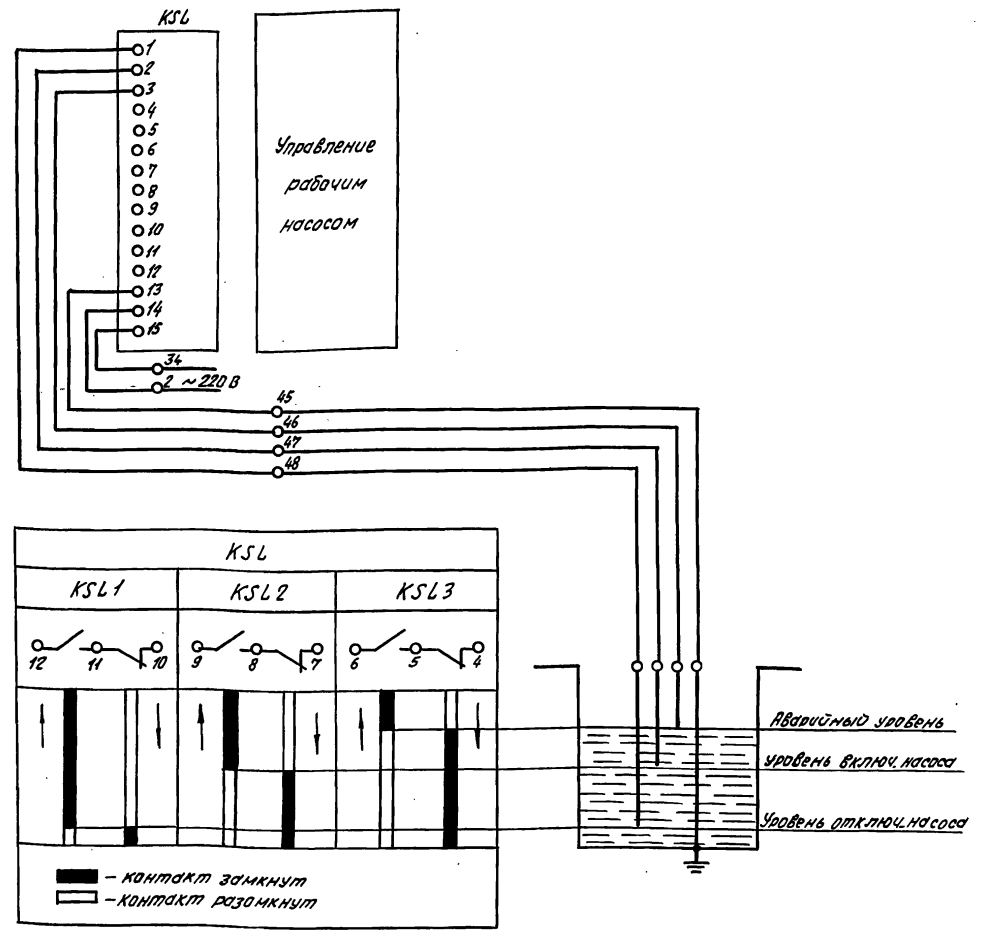 KSL
1
2
3
4
5
6
7
8
9
10
11
12
13
14
15
Управление
рабочим
насосом
34
2 ~220 В
45
46
47
48
KSL
KSL1 KSL2 KSL3
12 11 10 9 8 7 6 5 4
Аварийный уровень
уровень включ. насоса
Уровень отключ. насоса
- контакт замкнут
- контакт разомкнут